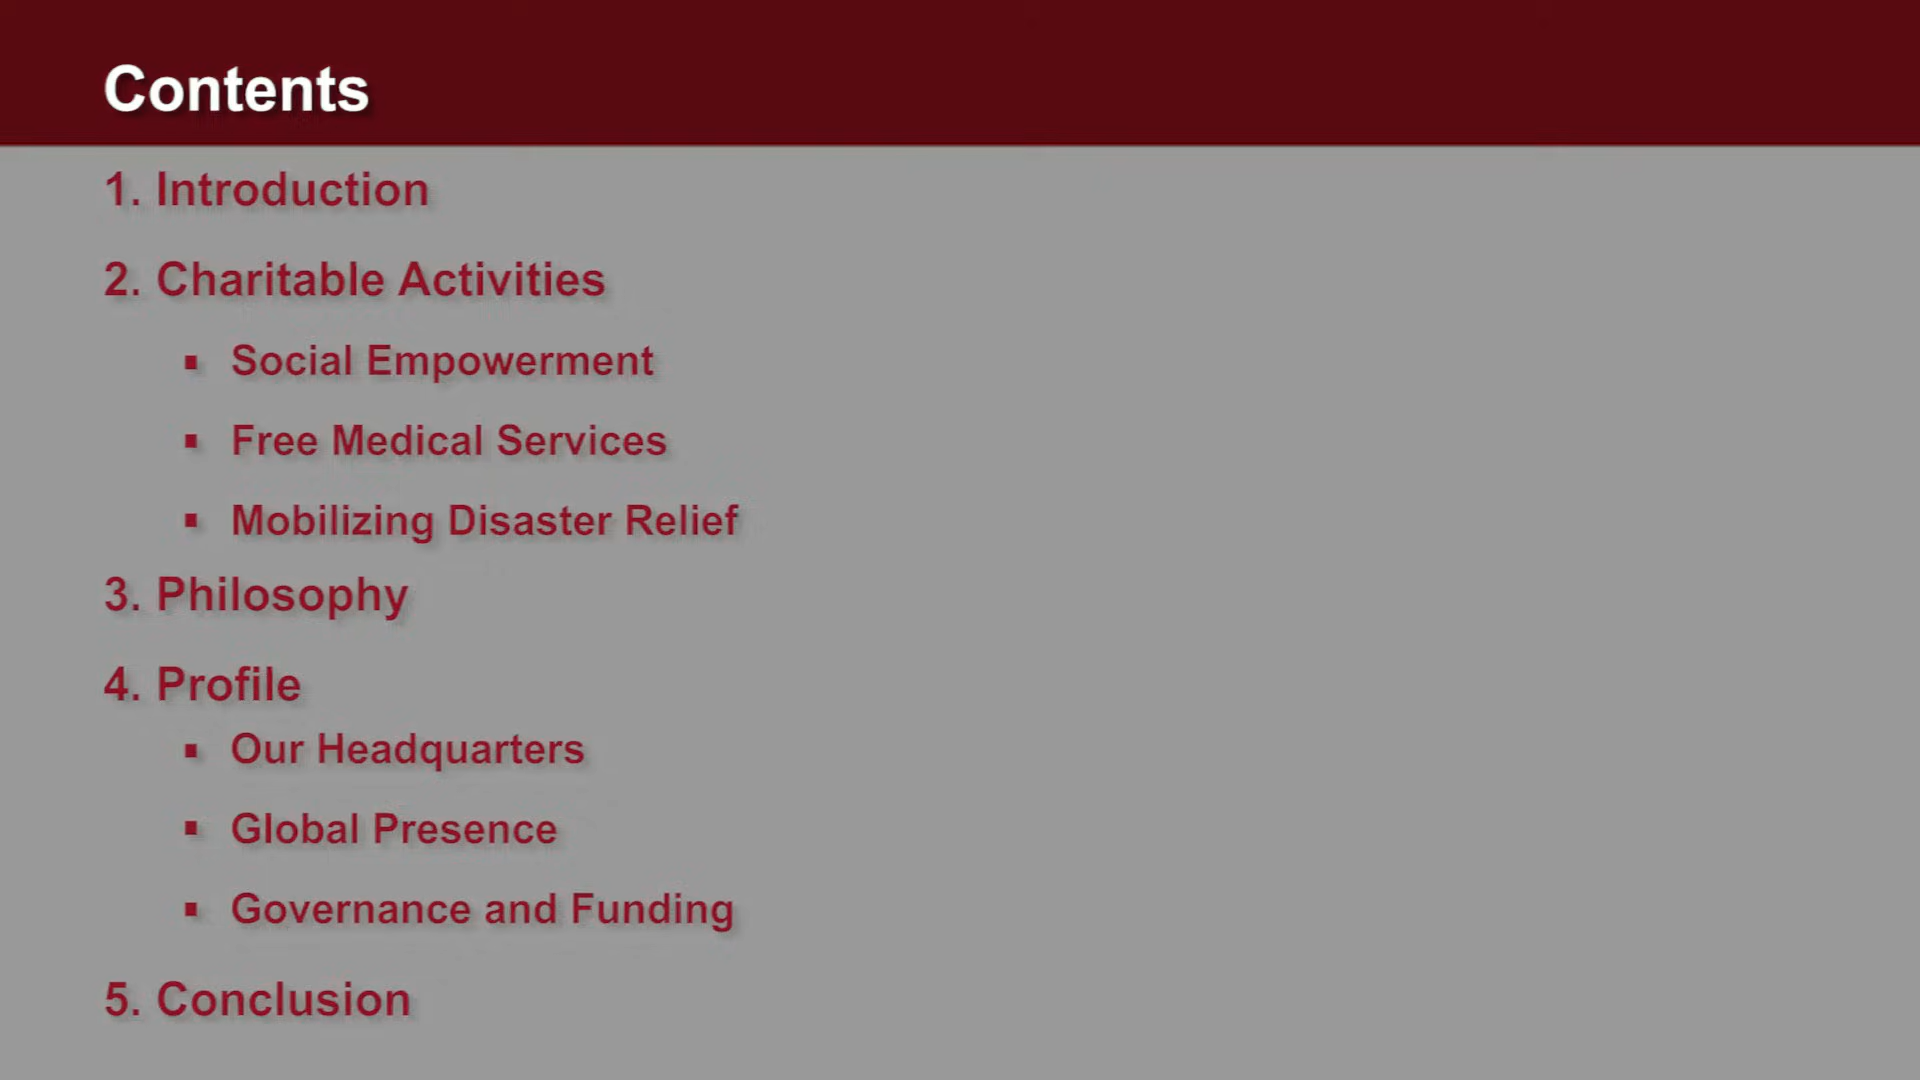 Contents
1. Introduction
2. Charitable Activities
▪ Social Empowerment
▪ Free Medical Services
▪ Mobilizing Disaster Relief
3. Philosophy
4. Profile
▪ Our Headquarters
▪ Global Presence
▪ Governance and Funding
5. Conclusion